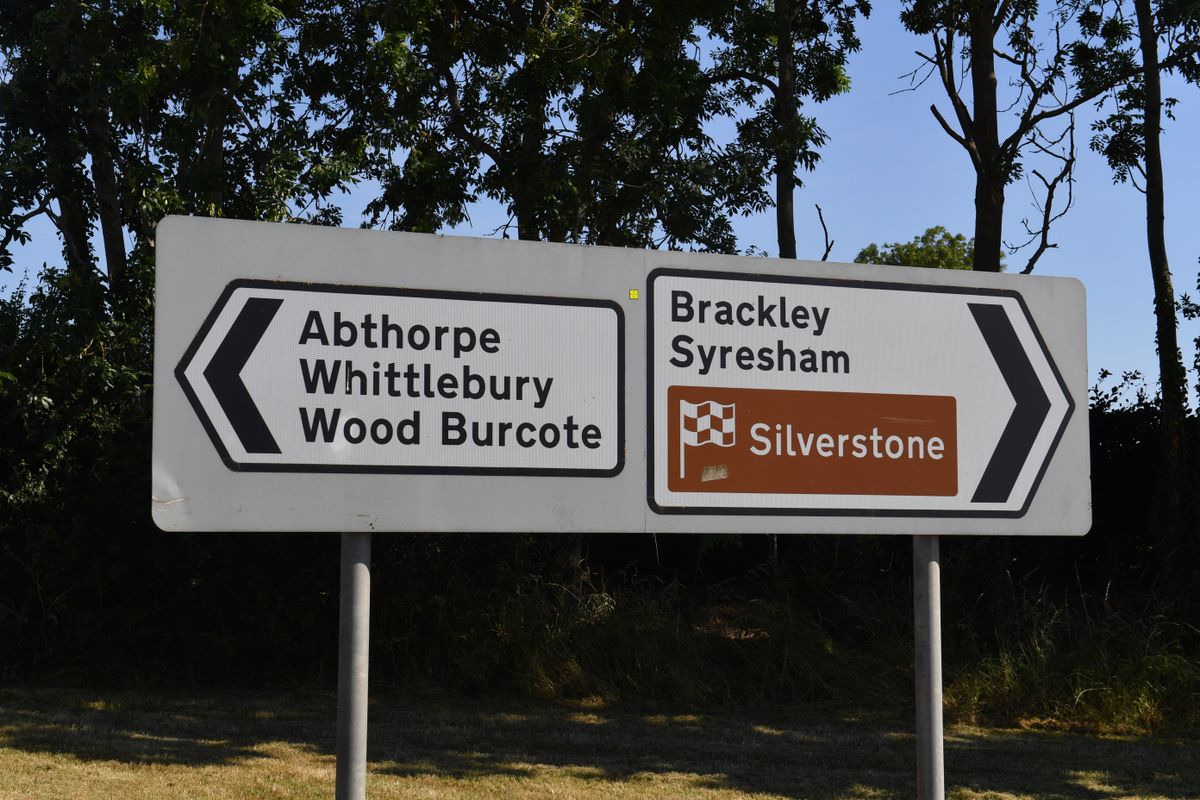 Abthorpe
Whittlebury
Wood Burcote
Brackley
Syresham
Silverstone